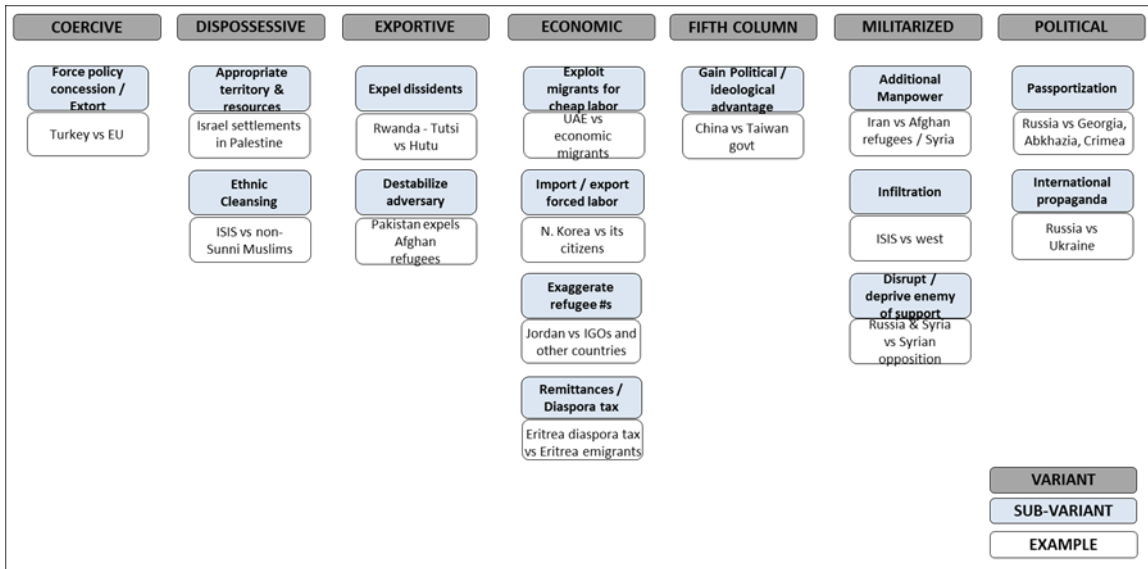 COERCIVE
DISPOSSESSIVE
EXPORTIVE
ECONOMIC
FIFTH COLUMN
MILITARIZED
POLITICAL
Force policy
concession /
Extort
Turkey vs EU
Appropriate
territory &
resources
Israel settlements
in Palestine
Ethnic
Cleansing
ISIS vs non-
Sunni Muslims
Expel dissidents
Rwanda - Tutsi
vs Hutu
Destabilize
adversary
Pakistan expels
Afghan
refugees
Exploit
migrants for
cheap labor
UAE vs
economic
migrants
Import / export
forced labor
N. Korea vs its
citizens
Exaggerate
refugee #s
Jordan vs IGOs and
other countries
Remittances /
Diaspora tax
Eritrea diaspora tax
vs Eritrea emigrants
Gain Political /
ideological
advantage
China vs Taiwan
govt
Additional
Manpower
Iran vs Afghan
refugees / Syria
Infiltration
ISIS vs west
Disrupt /
deprive enemy
of support
Russia & Syria
vs Syrian
opposition
Passportization
Russia vs Georgia,
Abkhazia, Crimea
International
propaganda
Russia vs
Ukraine
VARIANT
SUB-VARIANT
EXAMPLE